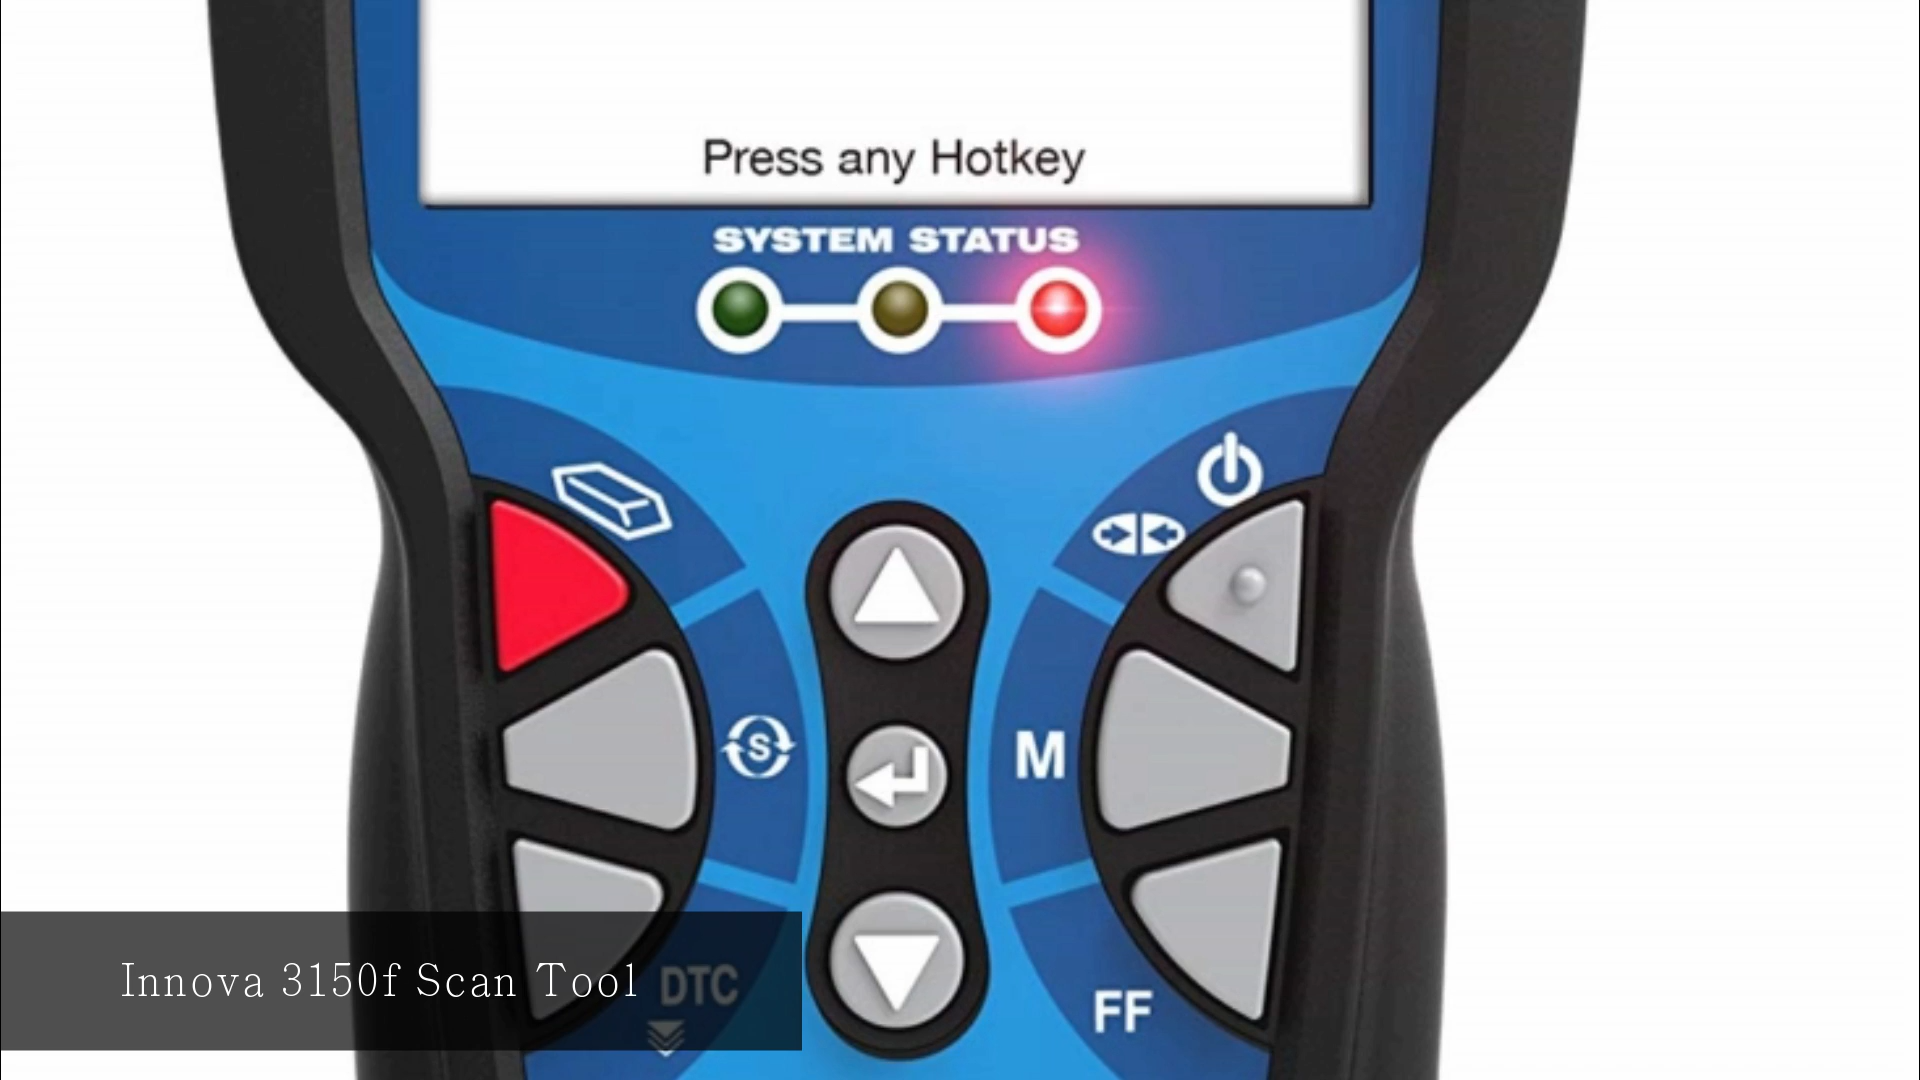 Press any Hotkey
SYSTEM STATUS
S
M
Innova 3150f Scan Tool
DTC
FF